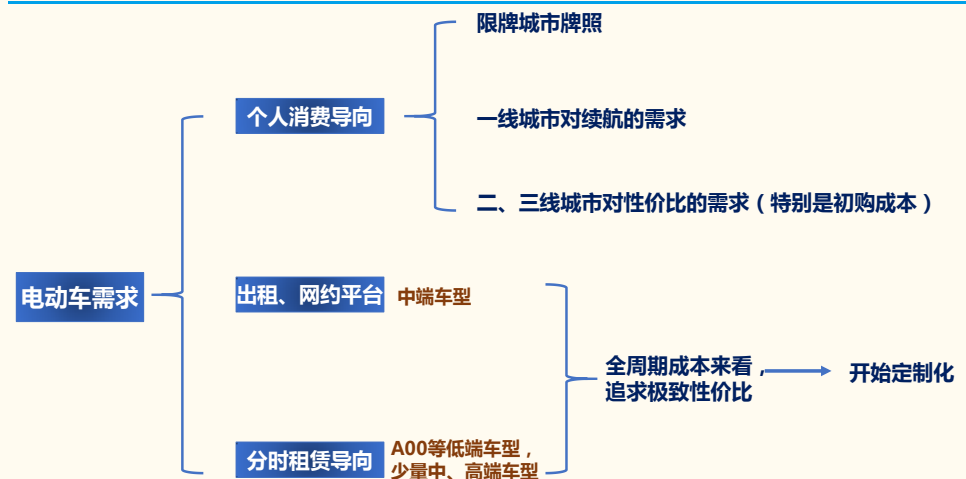 限牌城市牌照
个人消费导向
一线城市对续航的需求
二、三线城市对性价比的需求（特别是初购成本）
电动车需求
出租、网约平台
中端车型
全周期成本来看，
追求极致性价比
开始定制化
分时租赁导向
A00等低端车型，
少量中、高端车型